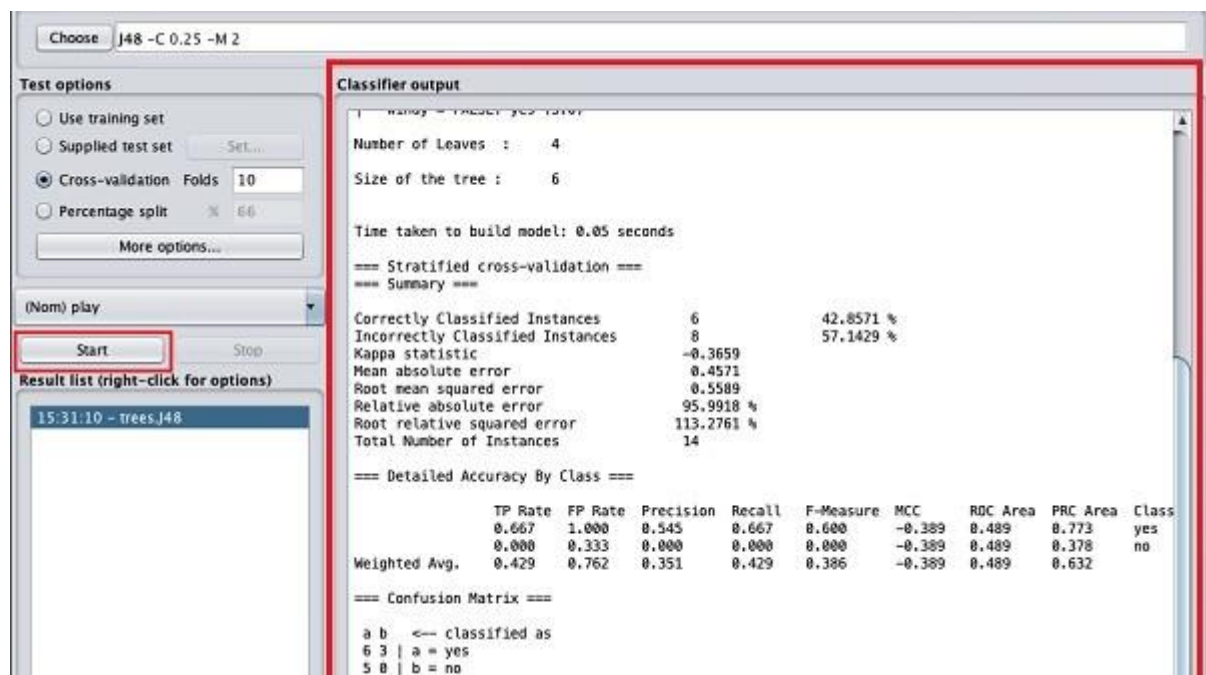 Choose J48 -C 0.25 -M 2
Test options
Use training set
Supplied test set Set...
Cross-validation Folds 10
Percentage split % 66
More options...
(Nom) play
Start Stop
Result list (right-click for options)
15:31:10 - trees.J48
Classifier output
Number of Leaves : 4
Size of the tree : 6
Time taken to build model: 0.05 seconds
=== Stratified cross-validation ===
=== Summary ===
Correctly Classified Instances 6 42.8571 %
Incorrectly Classified Instances 8 57.1429 %
Kappa statistic -0.3659
Mean absolute error 0.4571
Root mean squared error 0.5589
Relative absolute error 95.9918 %
Root relative squared error 113.2761 %
Total Number of Instances 14
=== Detailed Accuracy By Class ===
TP Rate FP Rate Precision Recall F-Measure MCC ROC Area PRC Area Class
0.667 1.000 0.545 0.667 0.600 -0.389 0.489 0.773 yes
0.000 0.333 0.000 0.000 0.000 -0.389 0.489 0.378 no
Weighted Avg. 0.429 0.762 0.351 0.429 0.386 -0.389 0.489 0.632
=== Confusion Matrix ===
a b <-- classified as
6 3 | a = yes
5 0 | b = no